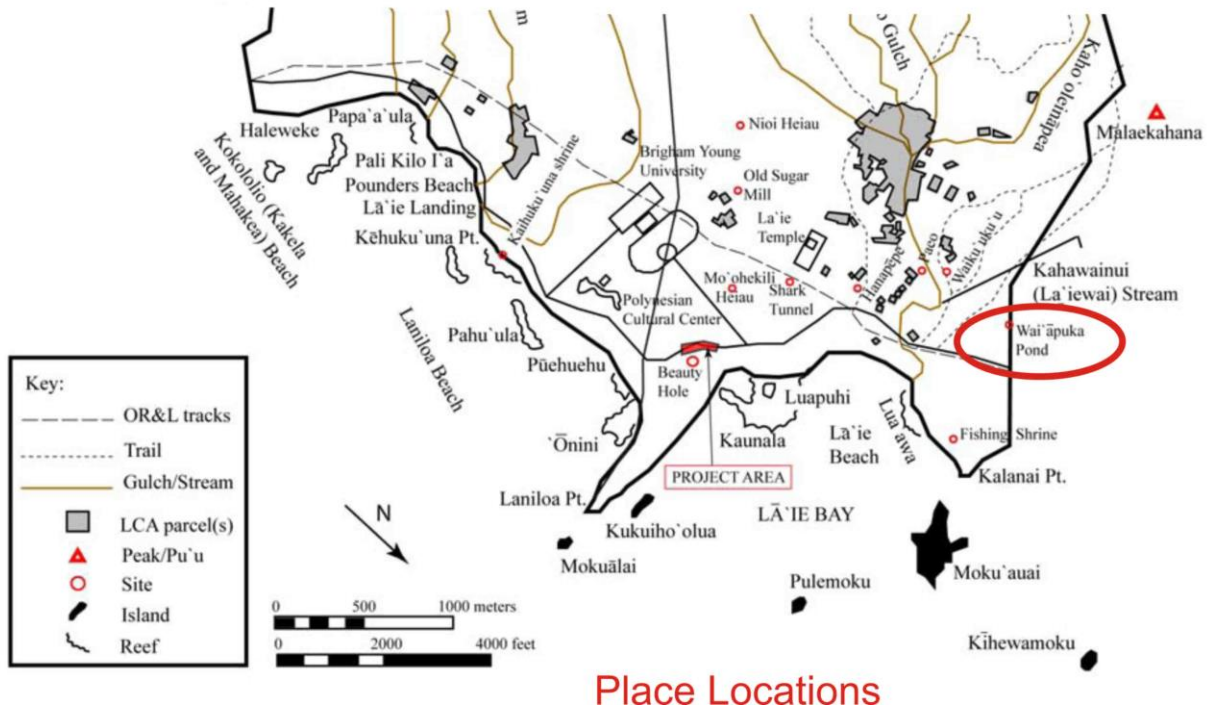 Gulch
Kaho`oleināpea
Malaekahana
Haleweke
Papa`a`ula
Kokololio (Kakela
and Mahakea) Beach
Pali Kilo I`a
Pounders Beach
Lā`ie Landing
Kēhuku`una Pt.
Kaihuku`una shrine
Nioi Heiau
Brigham Young
University
Old Sugar
Mill
La`ie
Temple
Hanapēpe
Paeo
Waiku`uku`u
Kahawainui
(La`iewai) Stream
Wai`āpuka
Pond
Mo`ohekili
Heiau
Shark
Tunnel
Polynesian
Cultural Center
Laniloa Beach
Pahu`ula
Pūehuehu
Beauty
Hole
`Ōnini
Luapuhi
Kaunala
Lā`ie
Beach
Lua`awa
Fishing Shrine
Kalanai Pt.
PROJECT AREA
Laniloa Pt.
Kukuiho`olua
LĀ`IE BAY
Mokuālai
Pulemoku
Moku`auai
Kīhewamoku
Key:
OR&L tracks
Trail
Gulch/Stream
LCA parcel(s)
Peak/Pu`u
Site
Island
Reef
N
0 500 1000 meters
0 2000 4000 feet
Place Locations